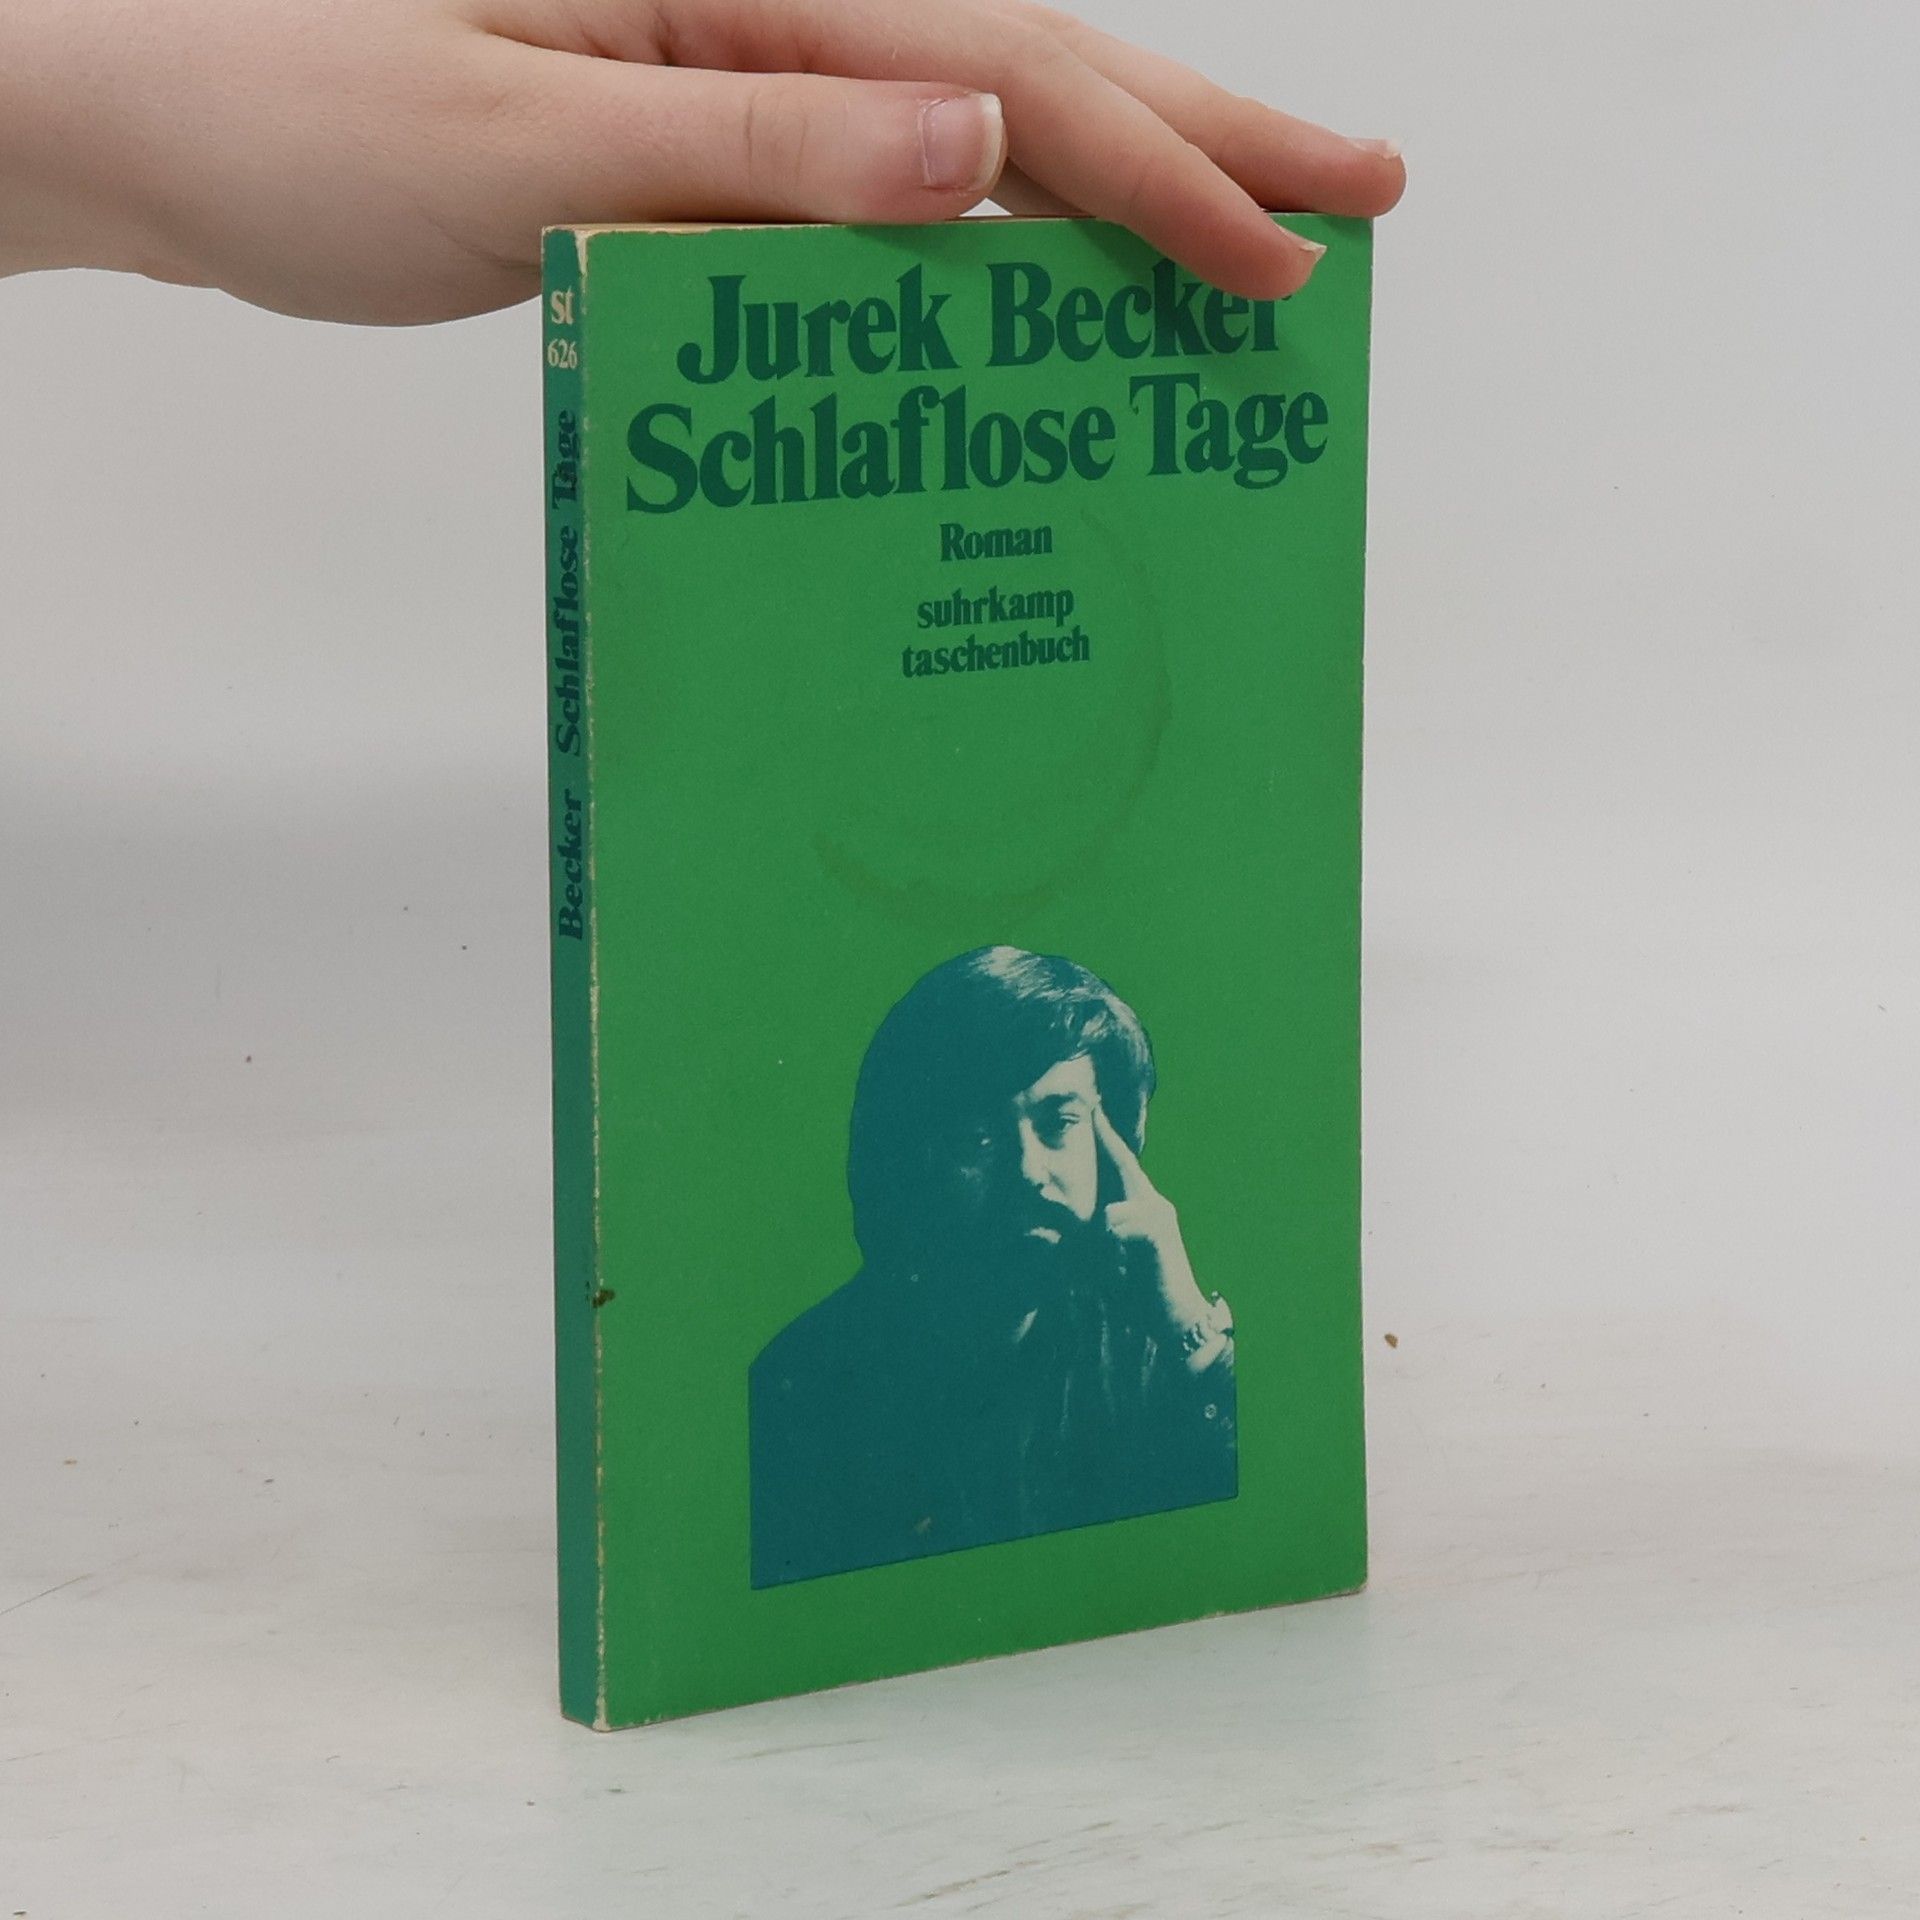 Jurek Becker
Schlaflose Tage
Roman
suhrkamp
taschenbuch
st
626
Becker Schlaflose Tage